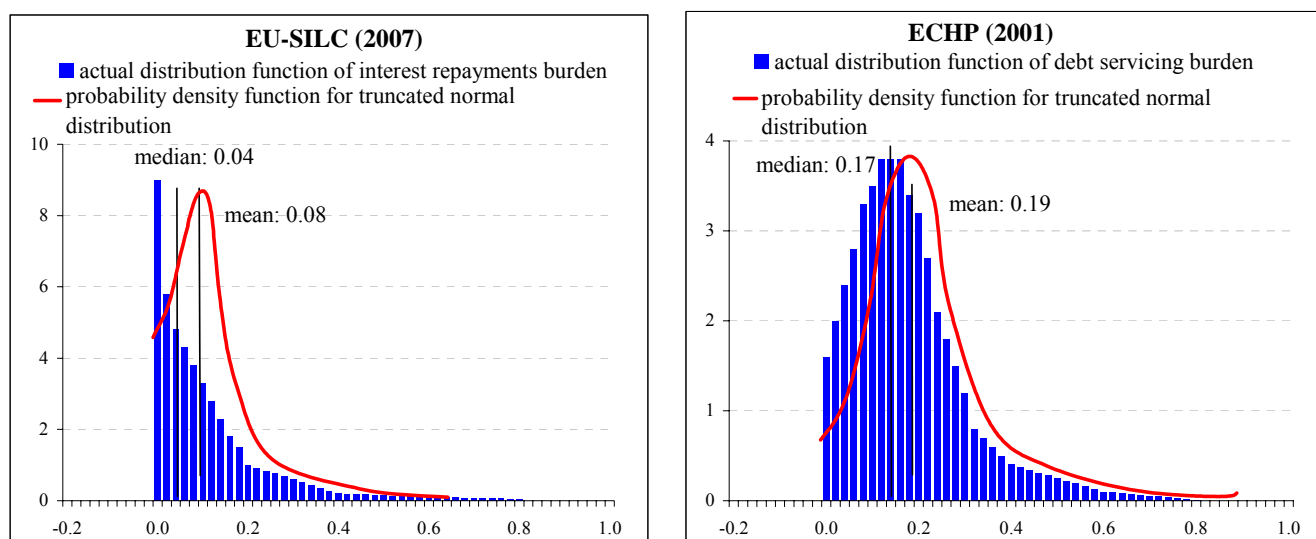 EU-SILC (2007)
actual distribution function of interest repayments burden
probability density function for truncated normal
distribution
median: 0.04
mean: 0.08
10
8
6
4
2
0
-0.2 0.0 0.2 0.4 0.6 0.8 1.0
ECHP (2001)
actual distribution function of debt servicing burden
probability density function for truncated normal
distribution
median: 0.17
mean: 0.19
4
3
2
1
0
-0.2 0.0 0.2 0.4 0.6 0.8 1.0